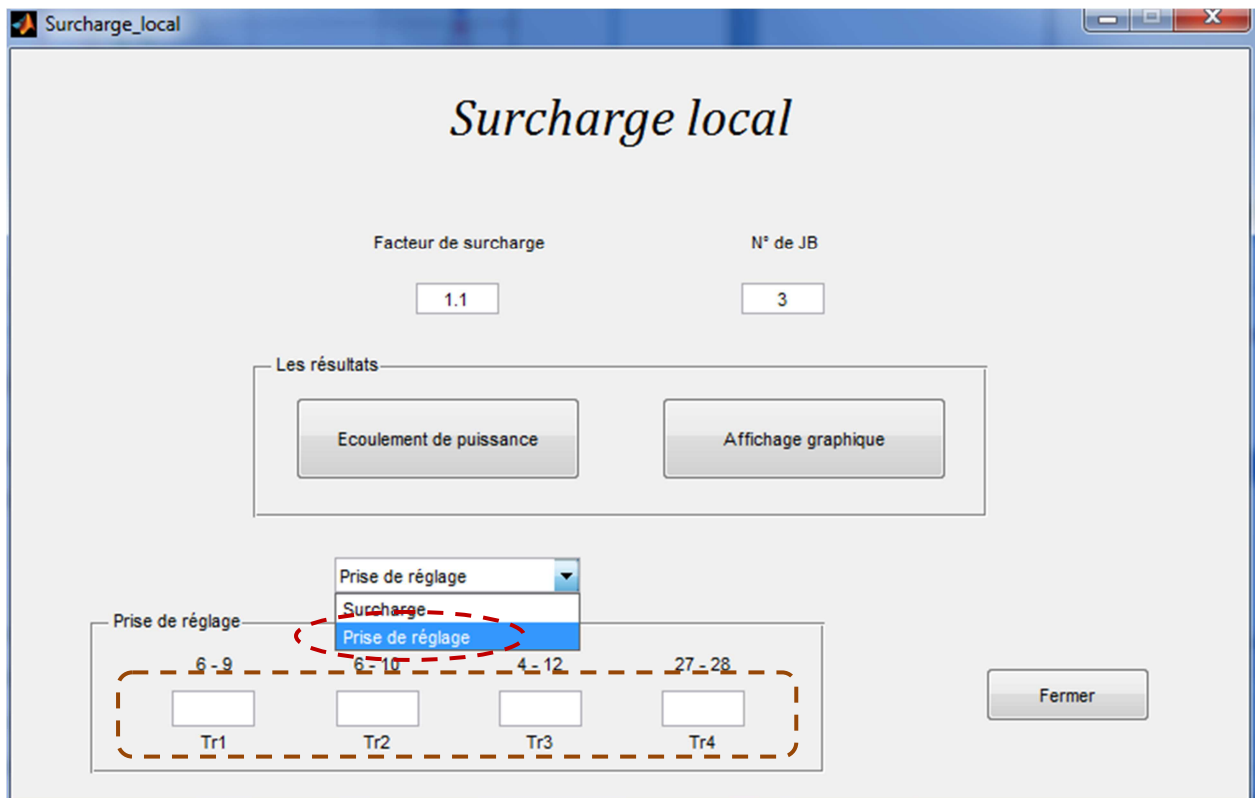 Surcharge_local
Surcharge local
Facteur de surcharge N° de JB
1.1 3
Les résultats
Ecoulement de puissance Affichage graphique
Prise de réglage
Surcharge
Prise de réglage
Prise de réglage
6 - 9 6 - 10 4 - 12 27 - 28
Fermer
Tr1 Tr2 Tr3 Tr4